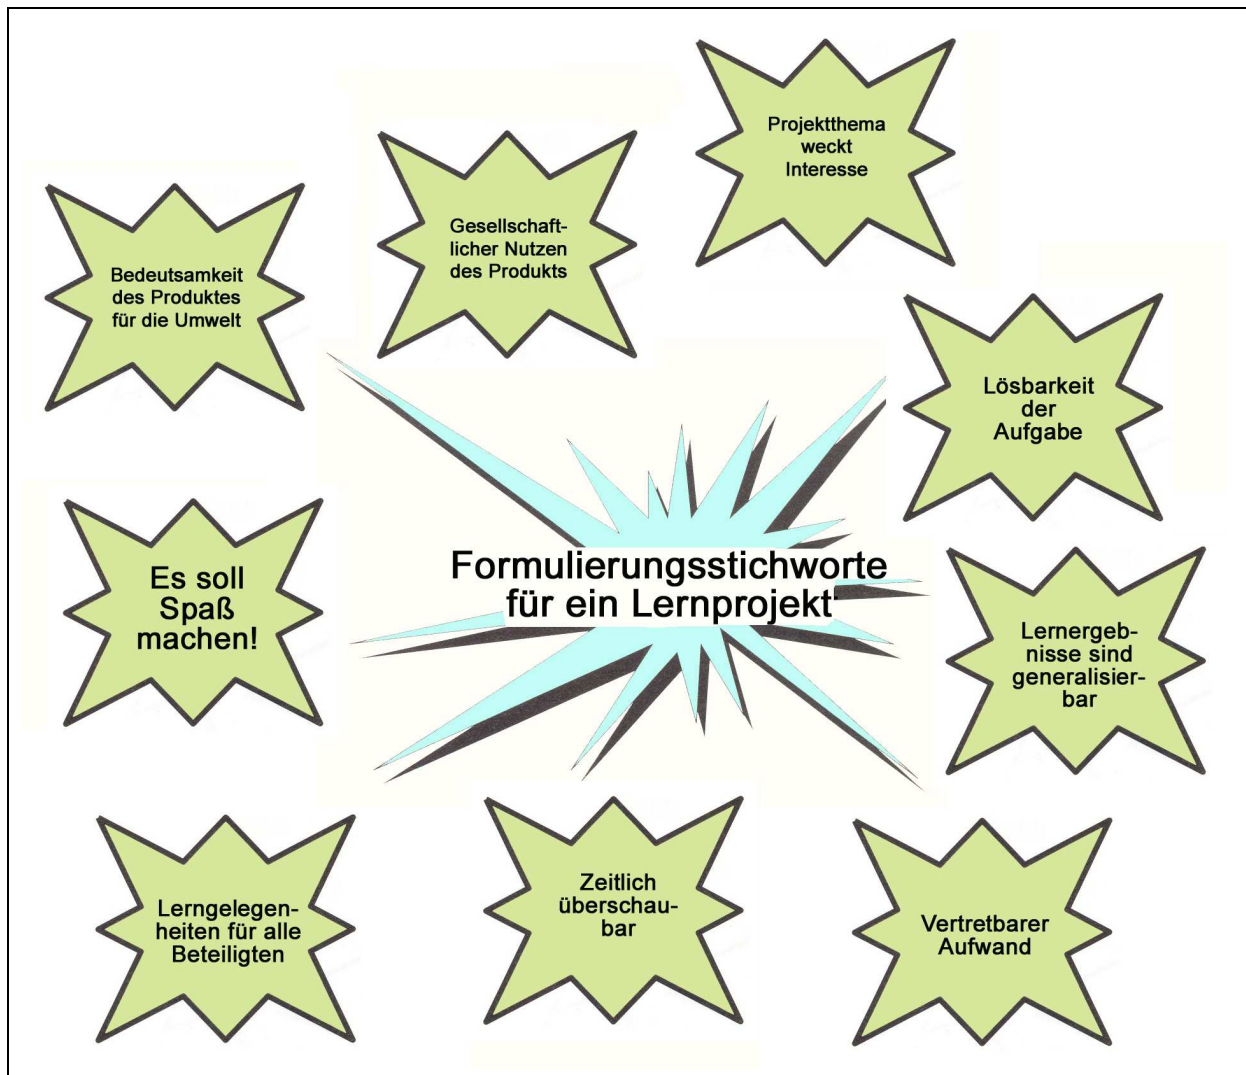 Projektthema
weckt
Interesse
Gesellschaft-
licher Nutzen
des Produkts
Bedeutsamkeit
des Produktes
für die Umwelt
Lösbarkeit
der
Aufgabe
Formulierungsstichworte
für ein Lernprojekt
Es soll
Spaß
machen!
Lernergeb-
nisse sind
generalisier-
bar
Lerngelegen-
heiten für alle
Beteiligten
Zeitlich
überschau-
bar
Vertretbarer
Aufwand